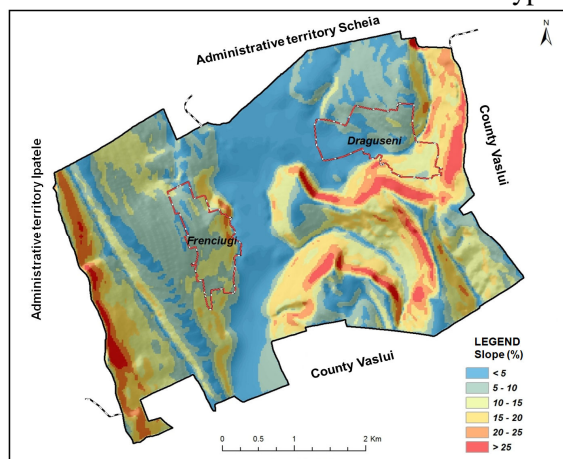 Administrative territory Scheia
N
County Vaslui
Draguseni
Administrative territory Ipatele
Frenciugi
County Vaslui
LEGEND
Slope (%)
< 5
5 - 10
10 - 15
15 - 20
20 - 25
> 25
0 0.5 1 2 Km